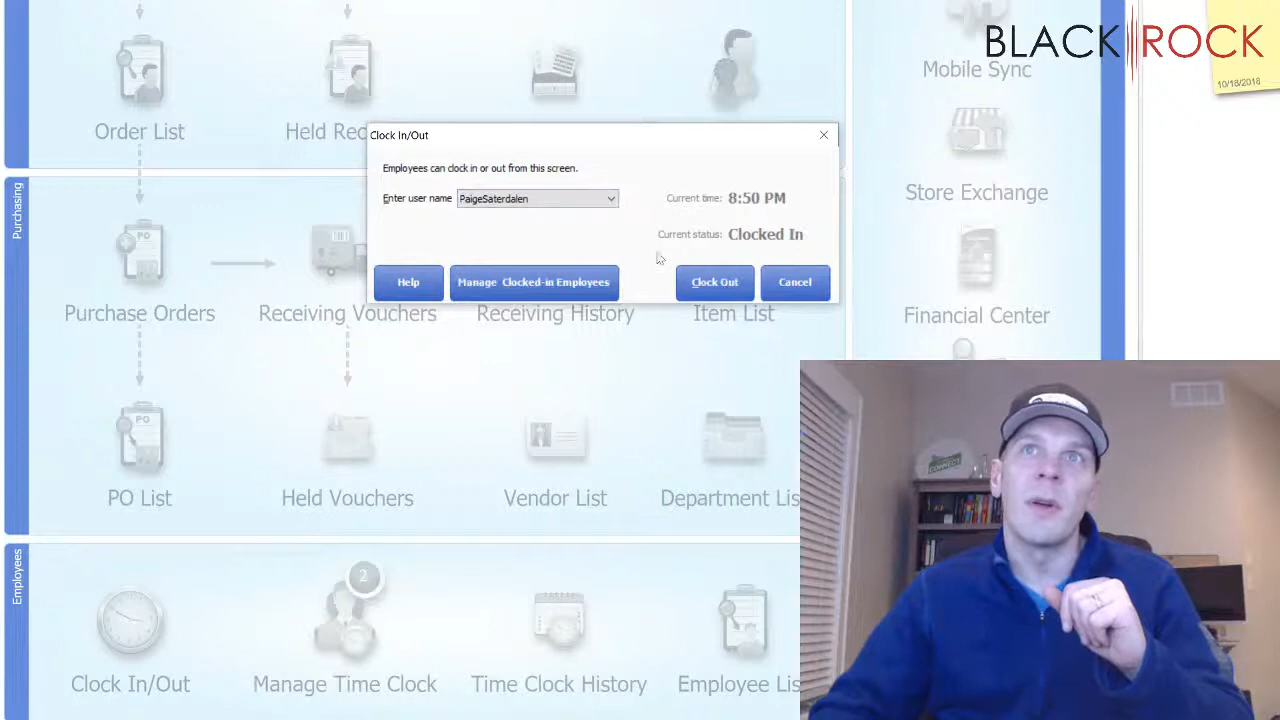 BLACK ROCK
10/18/2018
Mobile Sync
Order List
Held Rec
Clock In/Out
Employees can clock in or out from this screen.
Enter user name PaigeSaterdalen
Current time: 8:50 PM
Current status: Clocked In
Help
Manage Clocked-in Employees
Clock Out
Cancel
Store Exchange
Purchasing
PO
Purchase Orders
Receiving Vouchers
Receiving History
Item List
Financial Center
PO
PO List
Held Vouchers
Vendor List
Department Lis
CONNECT
Employees
2
Clock In/Out
Manage Time Clock
Time Clock History
Employee Lis